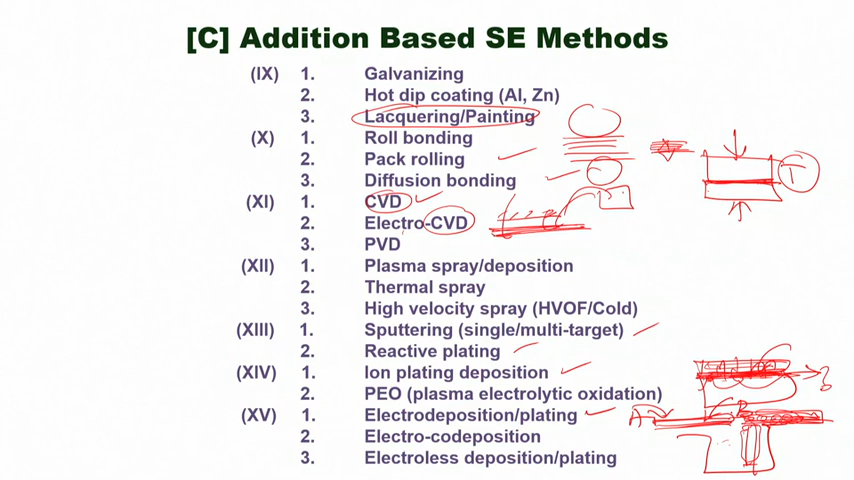 [C] Addition Based SE Methods
(IX) 1. Galvanizing
2. Hot dip coating (Al, Zn)
3. Lacquering/Painting
(X) 1. Roll bonding
2. Pack rolling
3. Diffusion bonding
(XI) 1. CVD
2. Electro-CVD
3. PVD
(XII) 1. Plasma spray/deposition
2. Thermal spray
3. High velocity spray (HVOF/Cold)
(XIII) 1. Sputtering (single/multi-target)
2. Reactive plating
(XIV) 1. Ion plating deposition
2. PEO (plasma electrolytic oxidation)
(XV) 1. Electrodeposition/plating
2. Electro-codeposition
3. Electroless deposition/plating
T